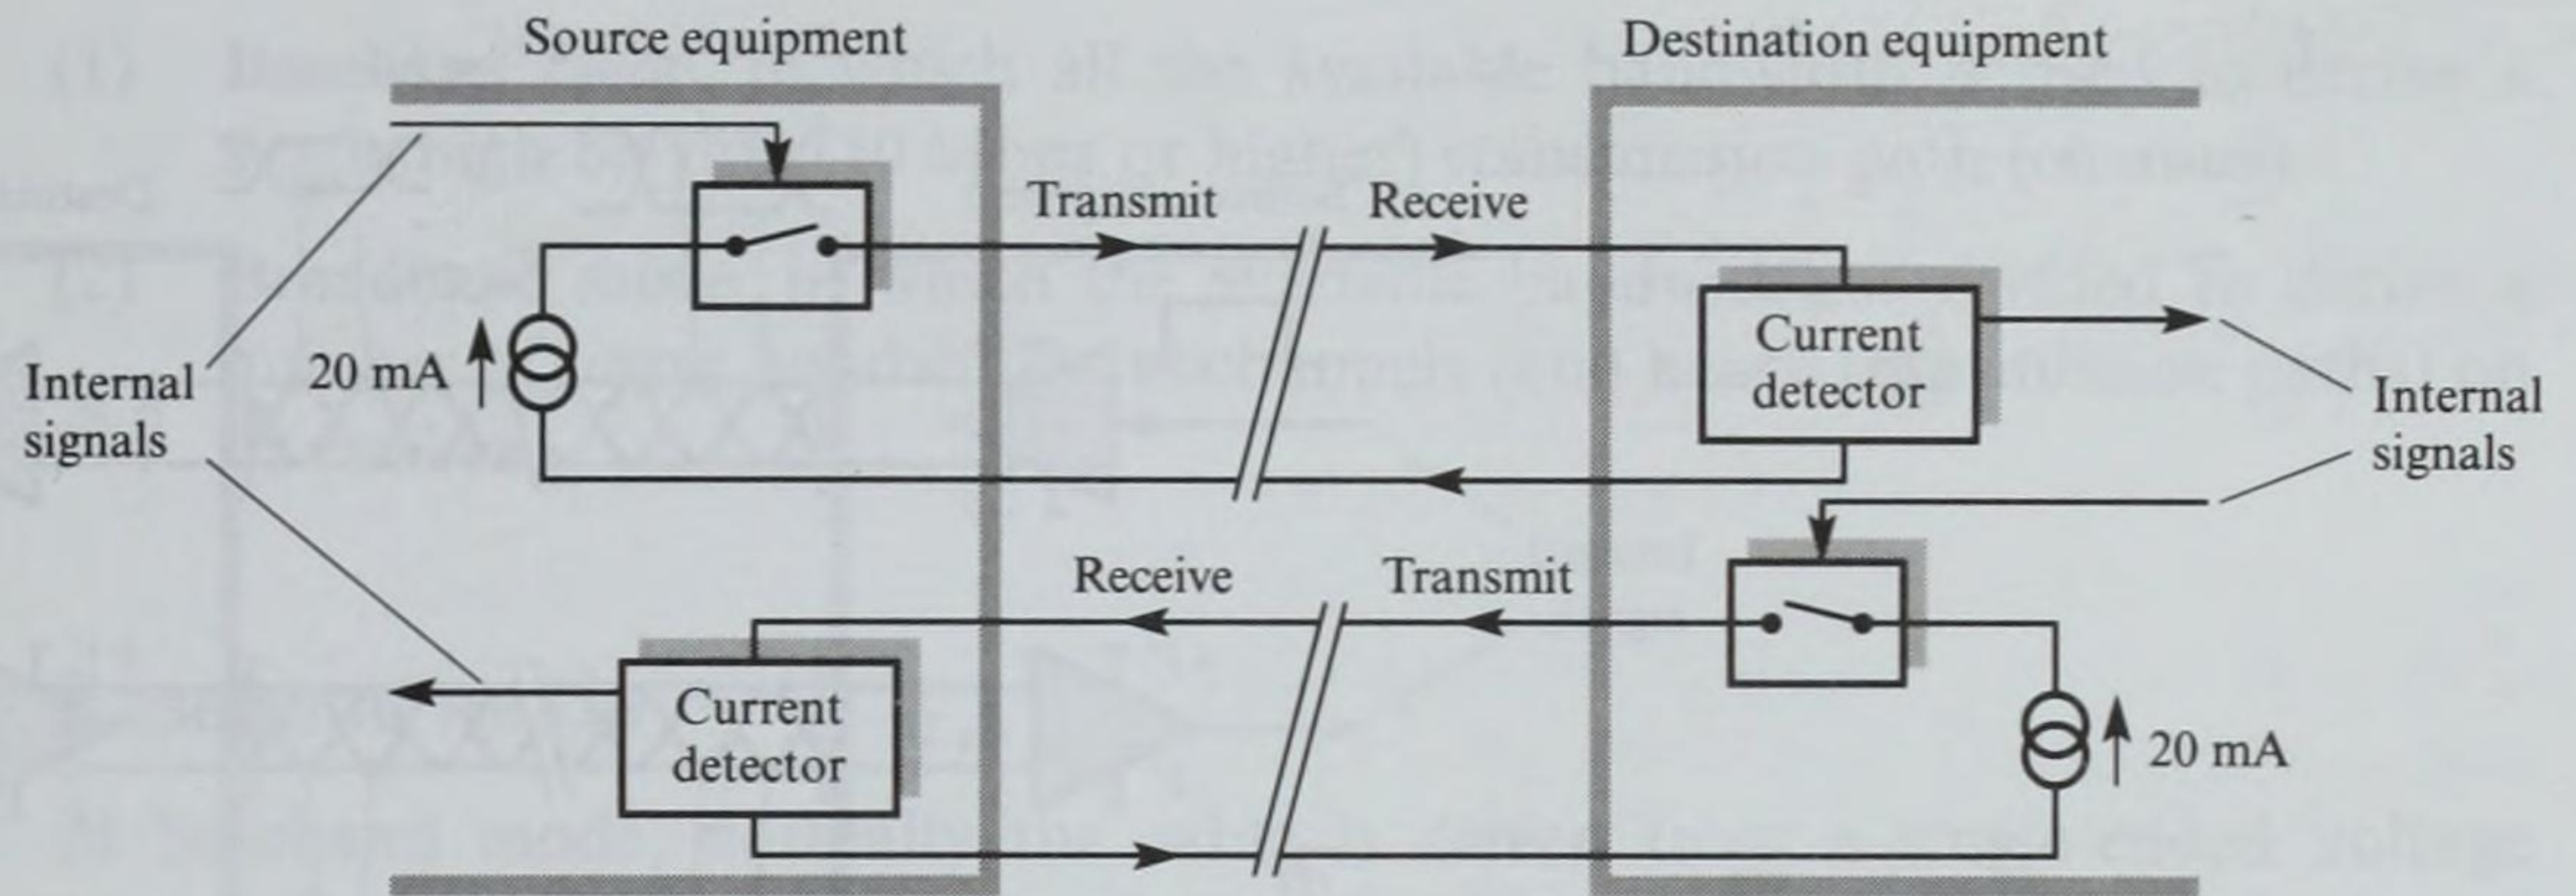 Source equipment
Destination equipment
Transmit
Receive
Internal
signals
20 mA
Current
detector
Internal
signals
Receive
Transmit
Current
detector
20 mA